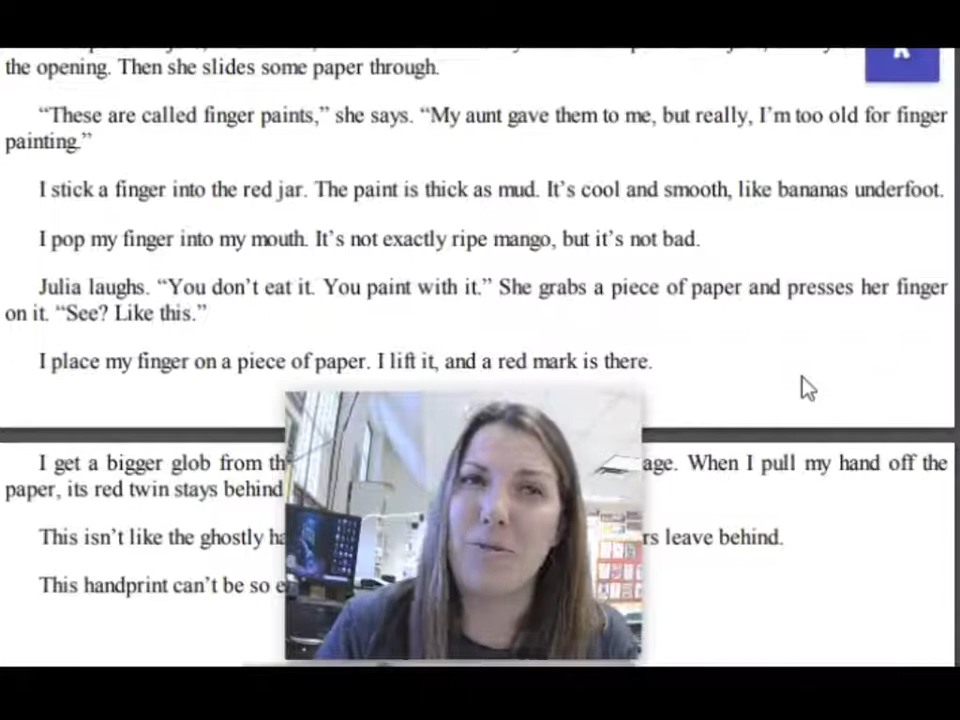 the opening. Then she slides some paper through.
“These are called finger paints,” she says. “My aunt gave them to me, but really, I’m too old for finger
painting.”
I stick a finger into the red jar. The paint is thick as mud. It’s cool and smooth, like bananas underfoot.
I pop my finger into my mouth. It’s not exactly ripe mango, but it’s not bad.
Julia laughs. “You don’t eat it. You paint with it.” She grabs a piece of paper and presses her finger
on it. “See? Like this.”
I place my finger on a piece of paper. I lift it, and a red mark is there.
I get a bigger glob from age. When I pull my hand off the
paper, its red twin stays behind
This isn’t like the ghostly leave behind.
This handprint can’t be so